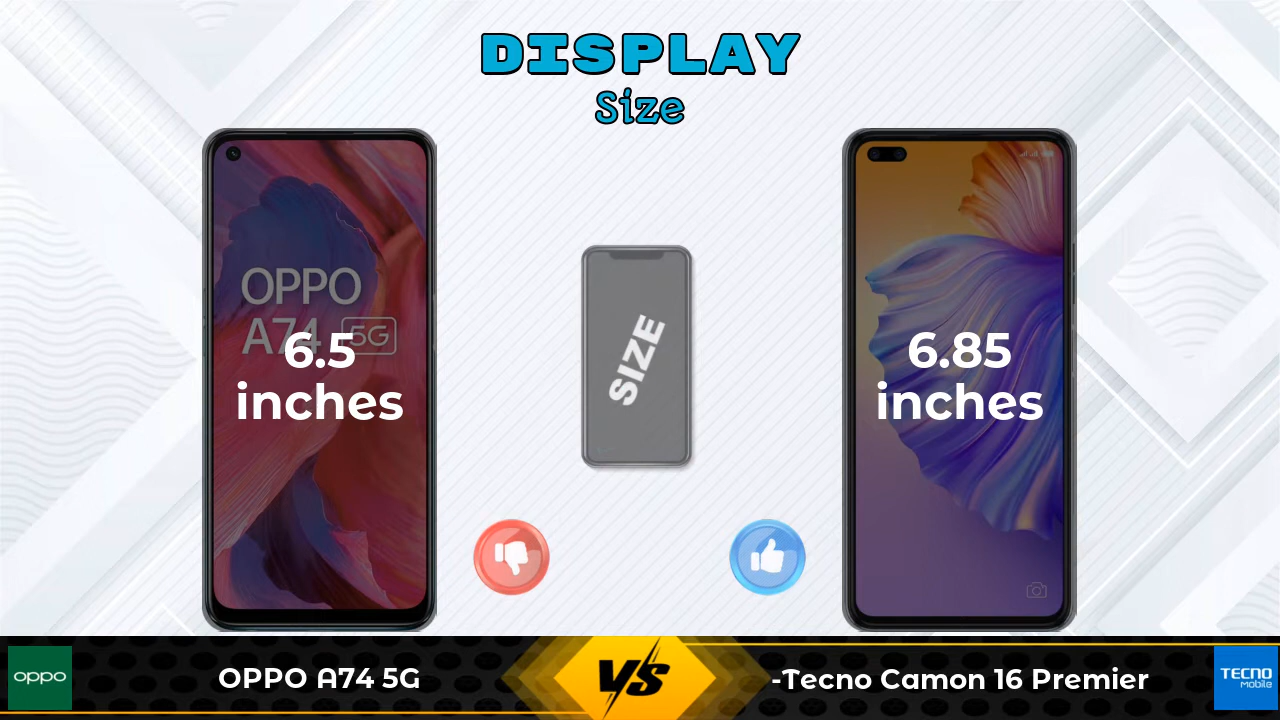 DISPLAY
Size
OPPO
A74 5G
6.5
inches
SIZE
6.85
inches
oppo
OPPO A74 5G
VS
-Tecno Camon 16 Premier
TECNO
mobile